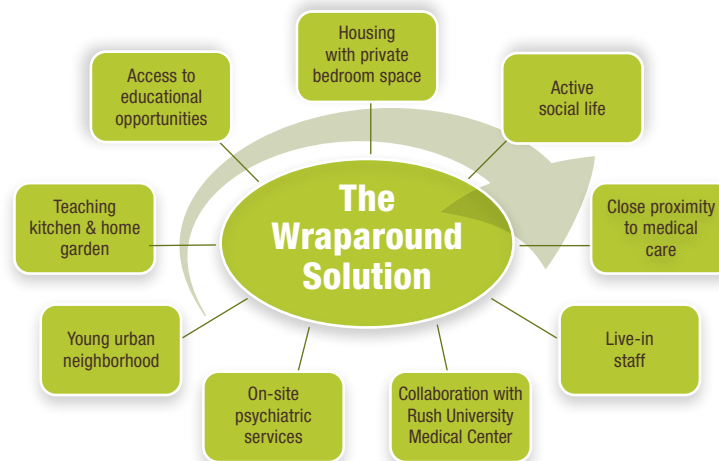 Housing
with private
bedroom space
Access to
educational
opportunities
Active
social life
The
Wraparound
Solution
Teaching
kitchen & home
garden
Close proximity
to medical
care
Young urban
neighborhood
Live-in
staff
On-site
psychiatric
services
Collaboration with
Rush University
Medical Center